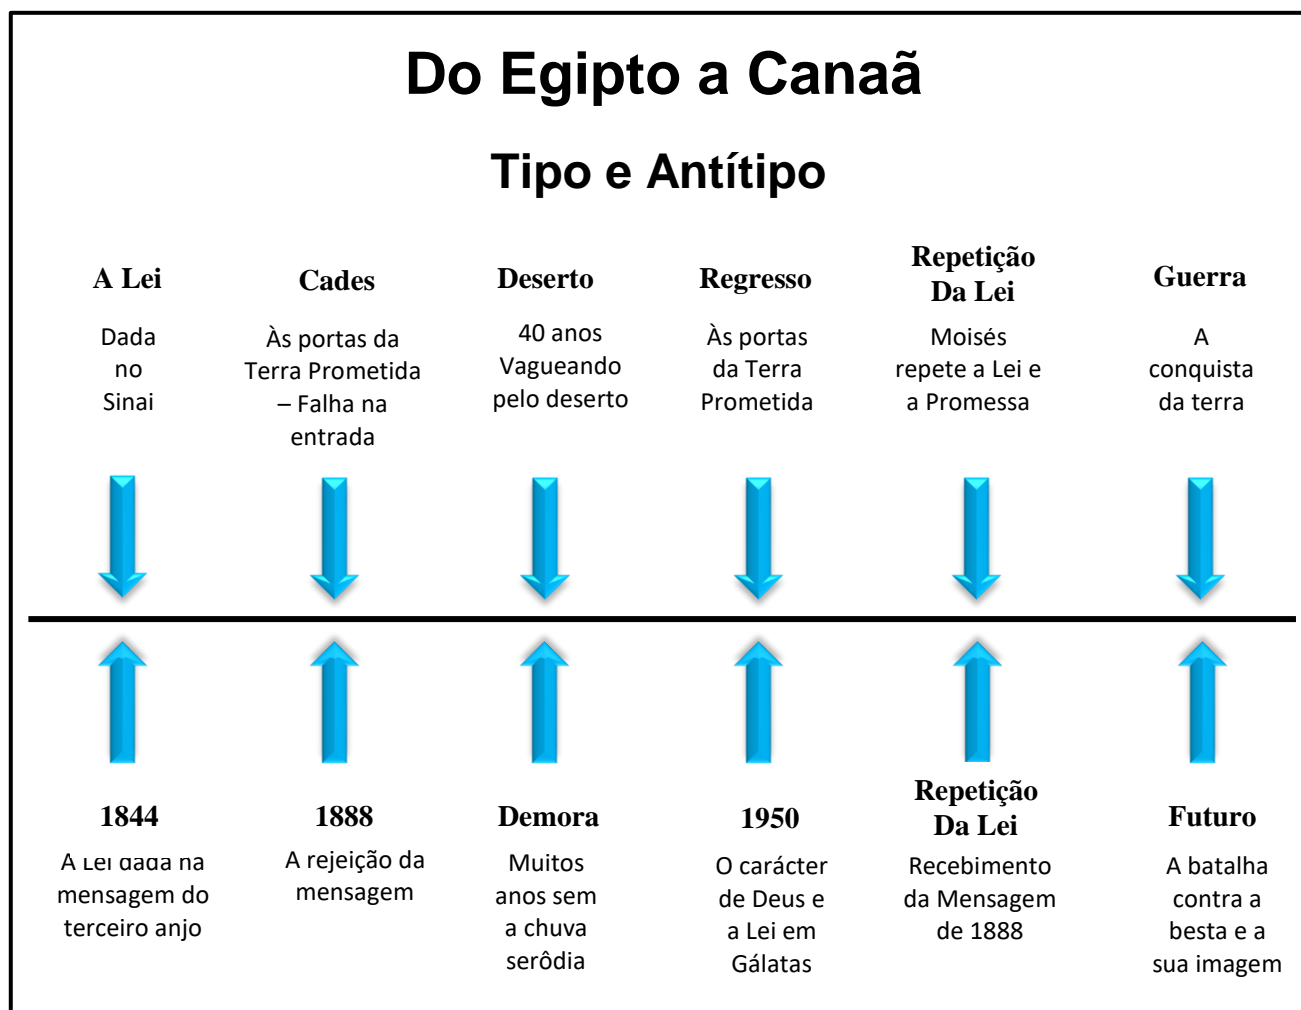 Do Egipto a Canaã
Tipo e Antítipo
A Lei
Dada
no
Sinai
Cades
Às portas da
Terra Prometida
– Falha na
entrada
Deserto
40 anos
Vagueando
pelo deserto
Regresso
Às portas
da Terra
Prometida
Repetição
Da Lei
Moisés
repete a Lei e
a Promessa
Guerra
A
conquista
da terra
1844
A Lei dada na
mensagem do
terceiro anjo
1888
A rejeição da
mensagem
Demora
Muitos
anos sem
a chuva
serôdia
1950
O carácter
de Deus e
a Lei em
Gálatas
Repetição
Da Lei
Recebimento
da Mensagem
de 1888
Futuro
A batalha
contra a
besta e a
sua imagem